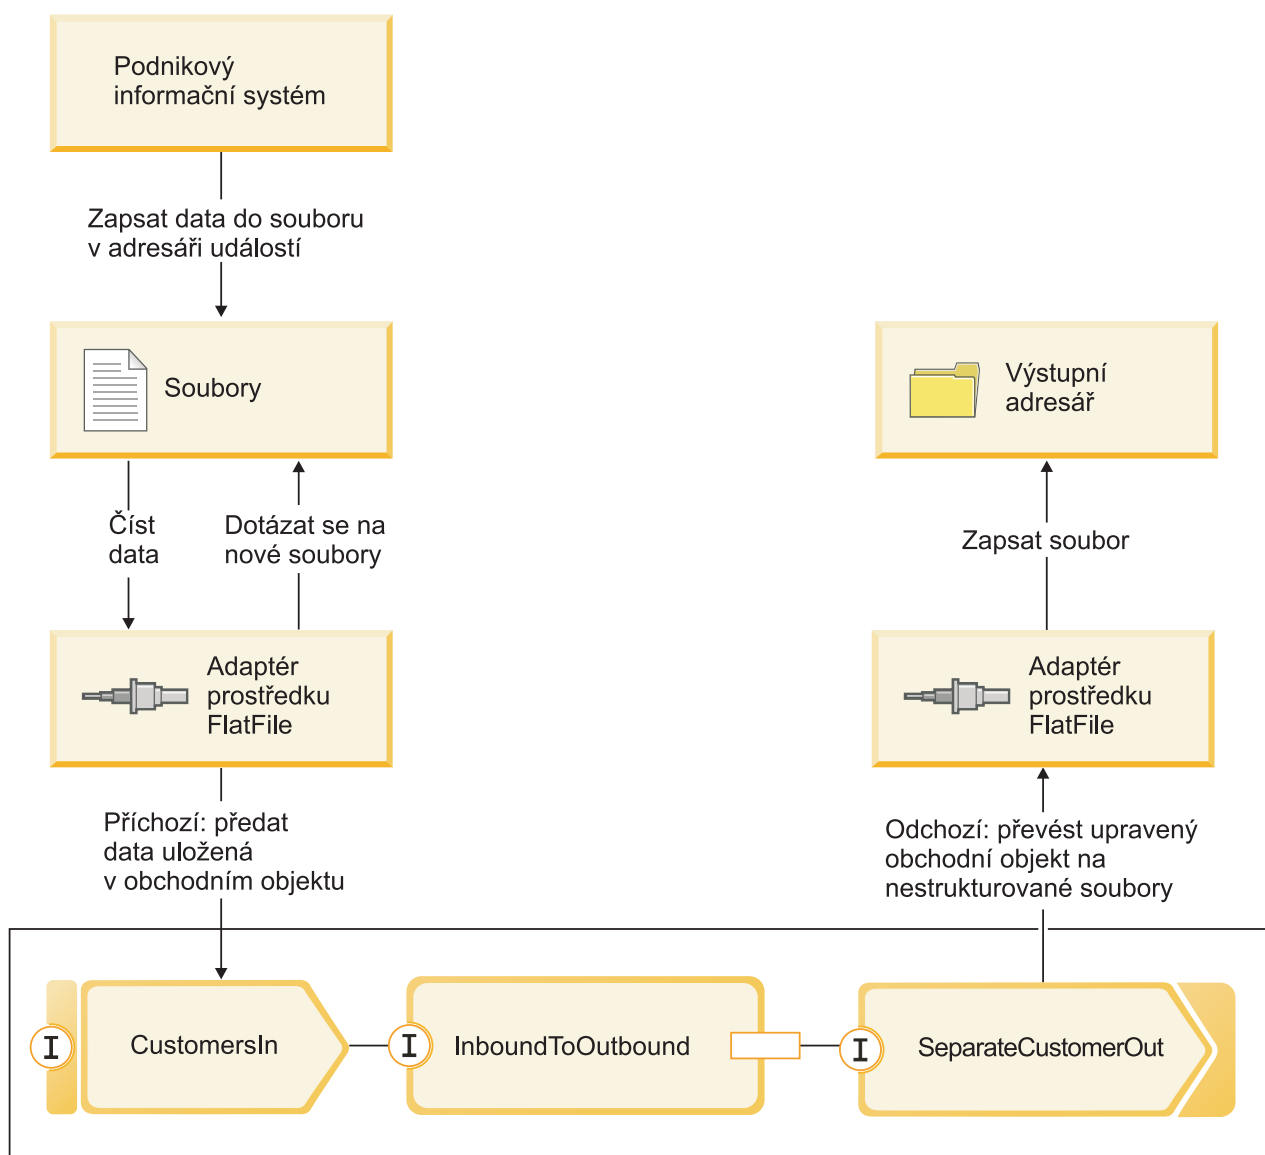 Podnikový
informační systém
Zapsat data do souboru
v adresáři událostí
Soubory
Výstupní
adresář
Číst
data
Dotázat se na
nové soubory
Zapsat soubor
Adaptér
prostředku
FlatFile
Adaptér
prostředku
FlatFile
Příchozí: předat
data uložená
v obchodním objektu
Odchozí: převést upravený
obchodní objekt na
nestrukturované soubory
I
CustomersIn
I
InboundToOutbound
I
SeparateCustomerOut